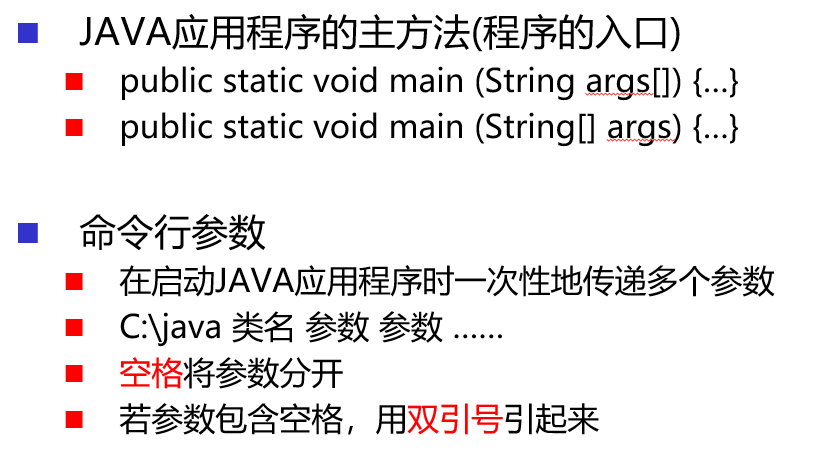 JAVA应用程序的主方法(程序的入口)
public static void main (String args[]) {…}
public static void main (String[] args) {…}
命令行参数
在启动JAVA应用程序时一次性地传递多个参数
C:\java 类名 参数 参数 ……
空格将参数分开
若参数包含空格，用双引号引起来